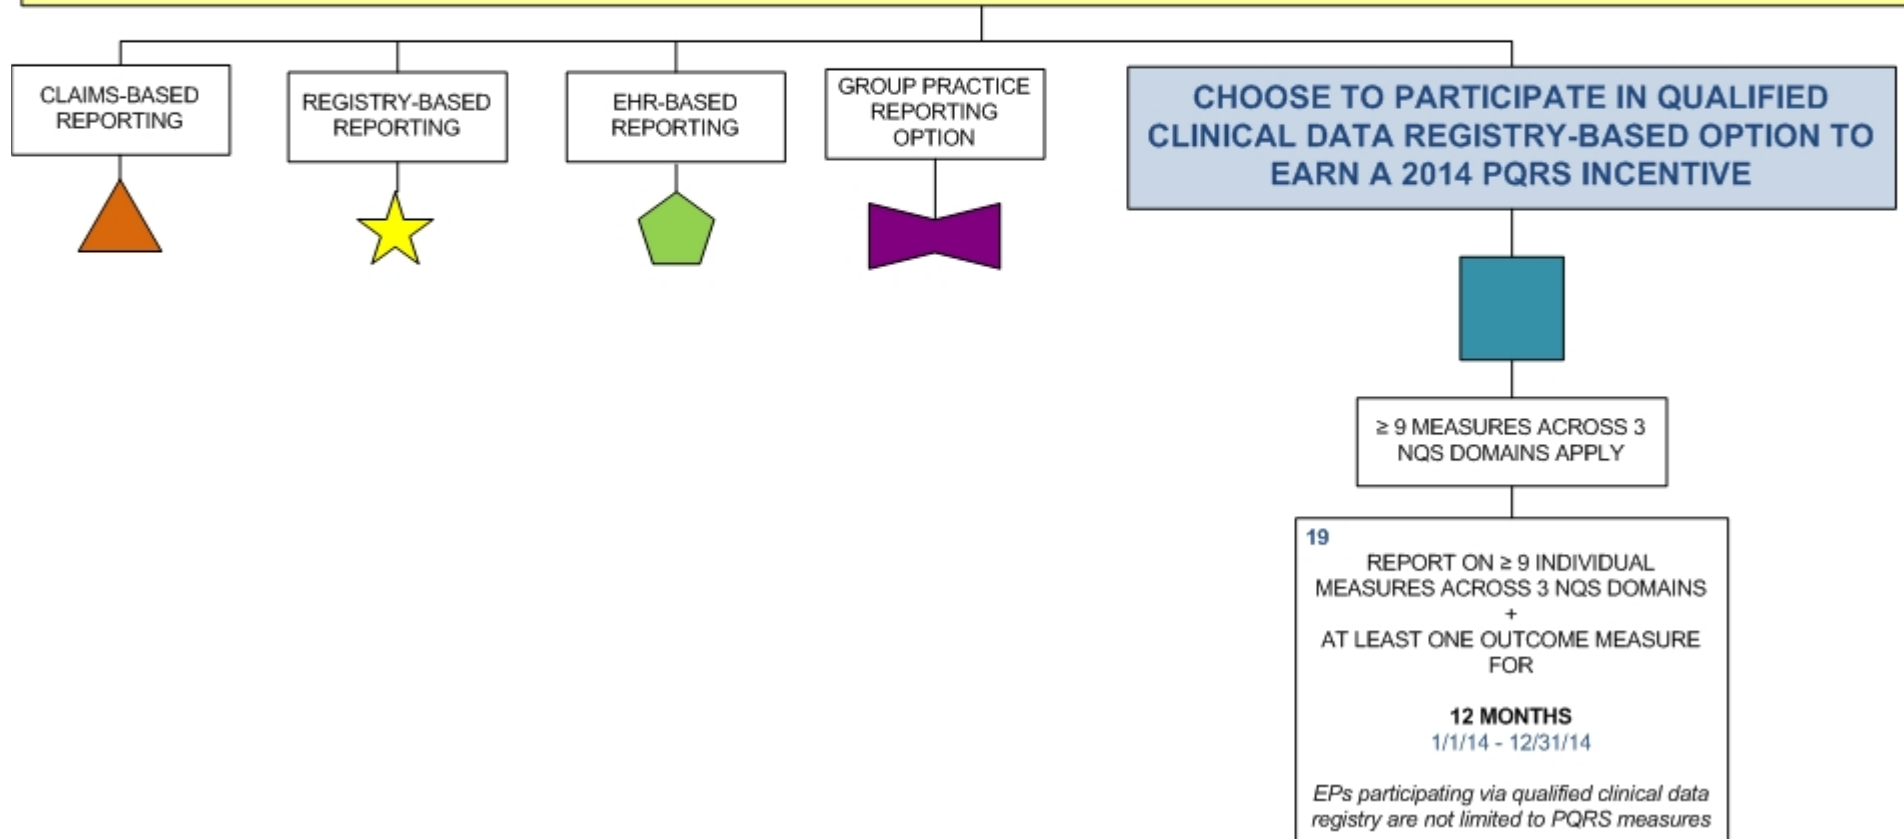 CLAIMS-BASED
REPORTING
REGISTRY-BASED
REPORTING
EHR-BASED
REPORTING
GROUP PRACTICE
REPORTING
OPTION
CHOOSE TO PARTICIPATE IN QUALIFIED
CLINICAL DATA REGISTRY-BASED OPTION TO
EARN A 2014 PQRS INCENTIVE
≥ 9 MEASURES ACROSS 3
NQS DOMAINS APPLY
19
REPORT ON ≥ 9 INDIVIDUAL
MEASURES ACROSS 3 NQS DOMAINS
+
AT LEAST ONE OUTCOME MEASURE
FOR
12 MONTHS
1/1/14 - 12/31/14
EPs participating via qualified clinical data
registry are not limited to PQRS measures